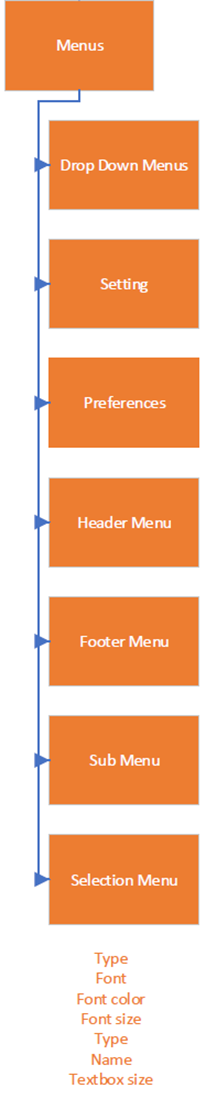 Menus
Drop Down Menus
Setting
Preferences
Header Menu
Footer Menu
Sub Menu
Selection Menu
Type
Font
Font color
Font size
Type
Name
Textbox size